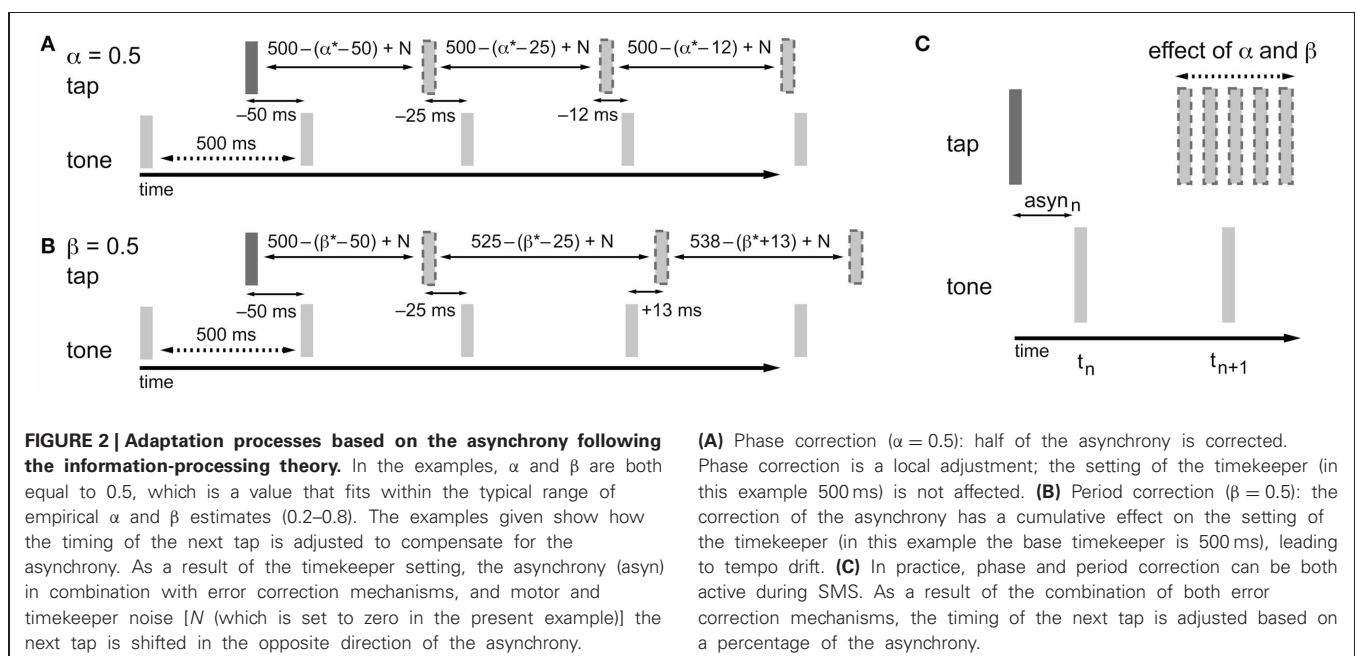 A
α = 0.5
tap
500 – (α*–50) + N
500 – (α*–25) + N
500 – (α*–12) + N
–50 ms
–25 ms
–12 ms
500 ms
tone
time
B β = 0.5
tap
500 – (β*–50) + N
525 – (β*–25) + N
538 – (β*+13) + N
–50 ms
–25 ms
+13 ms
500 ms
tone
time
C
effect of α and β
tap
asyn n
tone
time
t n
t n+1
FIGURE 2 | Adaptation processes based on the asynchrony following
the information-processing theory. In the examples, α and β are both
equal to 0.5, which is a value that fits within the typical range of
empirical α and β estimates (0.2–0.8). The examples given show how
the timing of the next tap is adjusted to compensate for the
asynchrony. As a result of the timekeeper setting, the asynchrony (asyn)
in combination with error correction mechanisms, and motor and
timekeeper noise [N (which is set to zero in the present example)] the
next tap is shifted in the opposite direction of the asynchrony.
(A) Phase correction (α = 0.5): half of the asynchrony is corrected.
Phase correction is a local adjustment; the setting of the timekeeper (in
this example 500 ms) is not affected. (B) Period correction (β = 0.5): the
correction of the asynchrony has a cumulative effect on the setting of
the timekeeper (in this example the base timekeeper is 500 ms), leading
to tempo drift. (C) In practice, phase and period correction can be both
active during SMS. As a result of the combination of both error
correction mechanisms, the timing of the next tap is adjusted based on
a percentage of the asynchrony.